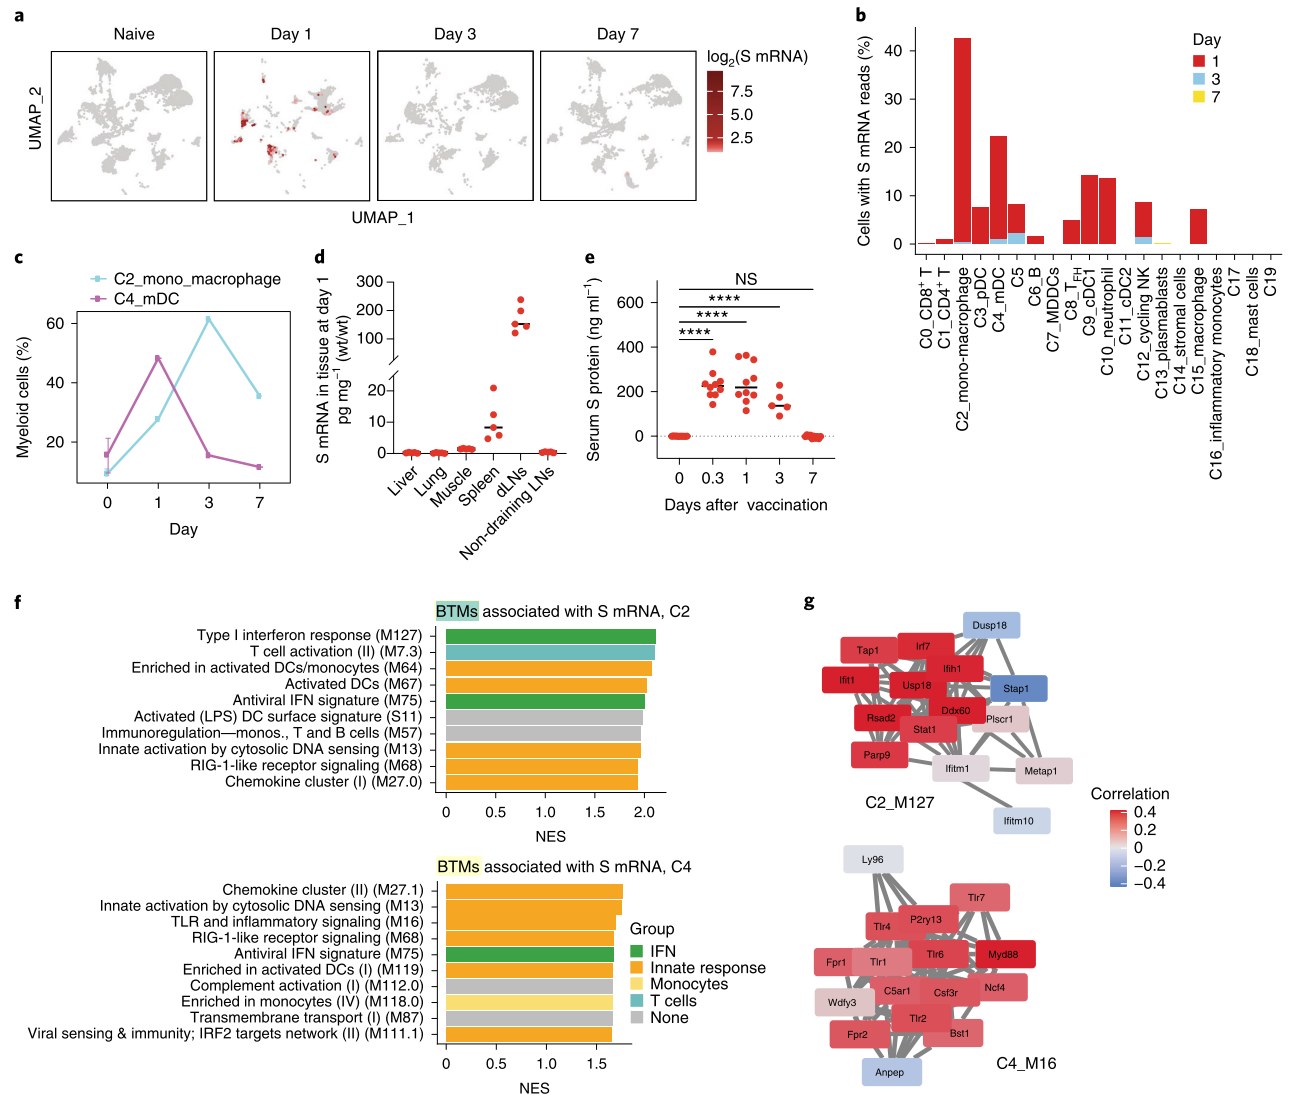 a
Naive
Day 1
Day 3
Day 7
UMAP_2
UMAP_1
log2(S mRNA)
7.5
5.0
2.5
b
Cells with S mRNA reads (%)
40
30
20
10
0
Day
1
3
7
C0_CD8+ T
C1_CD4+ T
C2_mono-macrophage
C3_pDC
C4_mDC
C5
C6_B
C7_MDDCs
C8_TFH
C9_cDC1
C10_neutrophil
C11_cDC2
C12_cycling NK
C13_plasmablasts
C14_stromal cells
C15_macrophage
C16_inflammatory monocytes
C17
C18_mast cells
C19
c
C2_mono_macrophage
C4_mDC
Myeloid cells (%)
60
40
20
0
1
3
7
Day
d
S mRNA in tissue at day 1
pg mg−1 (wt/wt)
300
200
100
20
10
0
Liver
Lung
Muscle
Spleen
dLNs
Non-draining LNs
e
Serum S protein (ng ml−1)
600
400
200
0
NS
****
****
****
0
0.3
1
3
7
Days after vaccination
f
BTMs associated with S mRNA, C2
Type I interferon response (M127)
T cell activation (II) (M7.3)
Enriched in activated DCs/monocytes (M64)
Activated DCs (M67)
Antiviral IFN signature (M75)
Activated (LPS) DC surface signature (S11)
Immunoregulation—monos., T and B cells (M57)
Innate activation by cytosolic DNA sensing (M13)
RIG-1-like receptor signaling (M68)
Chemokine cluster (I) (M27.0)
0
0.5
1.0
1.5
2.0
NES
BTMs associated with S mRNA, C4
Chemokine cluster (II) (M27.1)
Innate activation by cytosolic DNA sensing (M13)
TLR and inflammatory signaling (M16)
RIG-1-like receptor signaling (M68)
Antiviral IFN signature (M75)
Enriched in activated DCs (I) (M119)
Complement activation (I) (M112.0)
Enriched in monocytes (IV) (M118.0)
Transmembrane transport (I) (M87)
Viral sensing & immunity; IRF2 targets network (II) (M111.1)
0
0.5
1.0
1.5
NES
Group
IFN
Innate response
Monocytes
T cells
None
g
Dusp18
Tap1
Irf7
Ifih1
Ifit1
Usp18
Stap1
Rsad2
Ddx60
Plscr1
Stat1
Parp9
Ifitm1
Metap1
Ifitm10
C2_M127
Correlation
0.4
0.2
0
−0.2
−0.4
Ly96
Tlr7
Tlr4
P2ry13
Fpr1
Tlr1
Tlr6
Myd88
C5ar1
Csf3r
Ncf4
Wdfy3
Tlr2
Fpr2
Bst1
Anpep
C4_M16